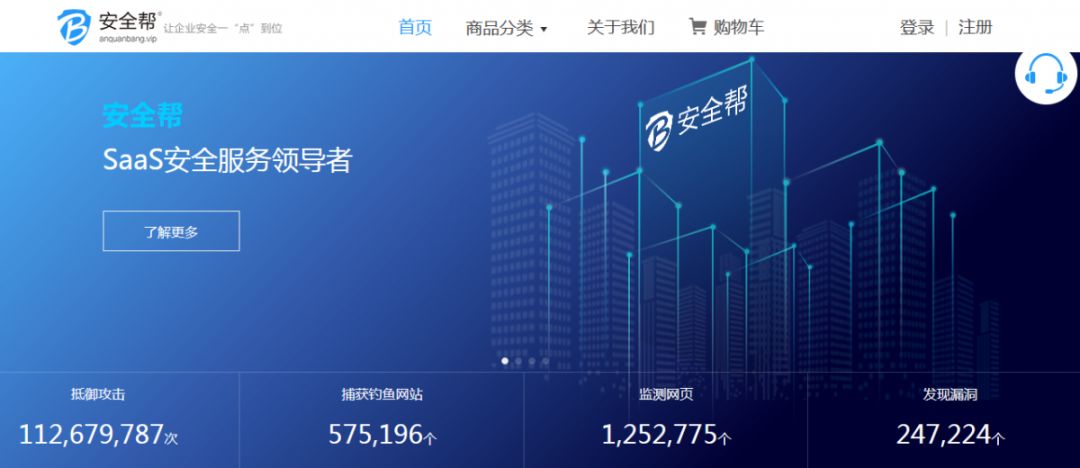 安全帮®
anquanbang.vip
让企业安全一“点”到位
首页
商品分类
关于我们
购物车
登录 | 注册
安全帮
SaaS安全服务领导者
了解更多
安全帮
抵御攻击
捕获钓鱼网站
监测网页
发现漏洞
112,679,787次
575,196个
1,252,775个
247,224个